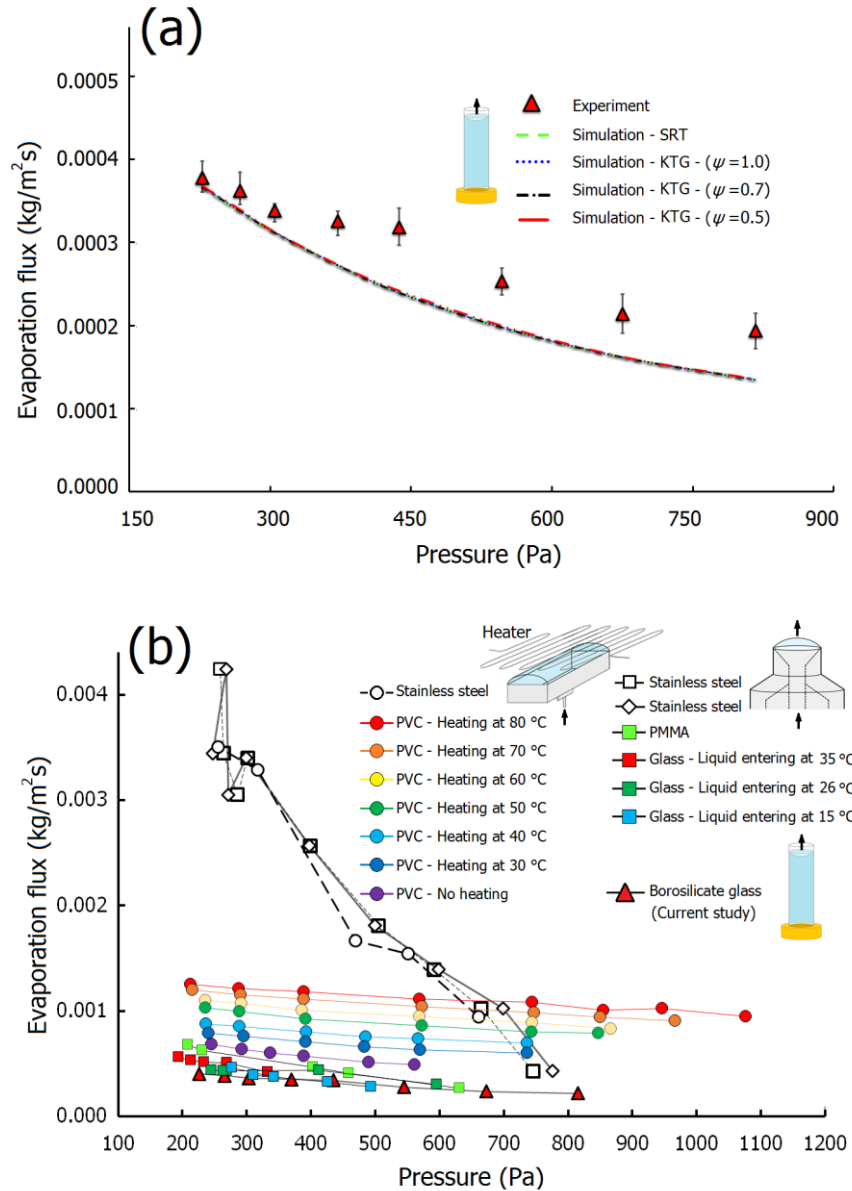 (a)
Evaporation flux (kg/m²s)
0.0005
0.0004
0.0003
0.0002
0.0001
0.0000
Experiment
Simulation - SRT
Simulation - KTG - (ψ=1.0)
Simulation - KTG - (ψ=0.7)
Simulation - KTG - (ψ=0.5)
150
300
450
600
750
900
Pressure (Pa)
(b)
Evaporation flux (kg/m²s)
0.004
0.003
0.002
0.001
0.000
Heater
Stainless steel
PVC - Heating at 80 °C
PVC - Heating at 70 °C
PVC - Heating at 60 °C
PVC - Heating at 50 °C
PVC - Heating at 40 °C
PVC - Heating at 30 °C
PVC - No heating
Stainless steel
Stainless steel
PMMA
Glass - Liquid entering at 35 °C
Glass - Liquid entering at 26 °C
Glass - Liquid entering at 15 °C
Borosilicate glass
(Current study)
100
200
300
400
500
600
700
800
900
1000
1100
1200
Pressure (Pa)